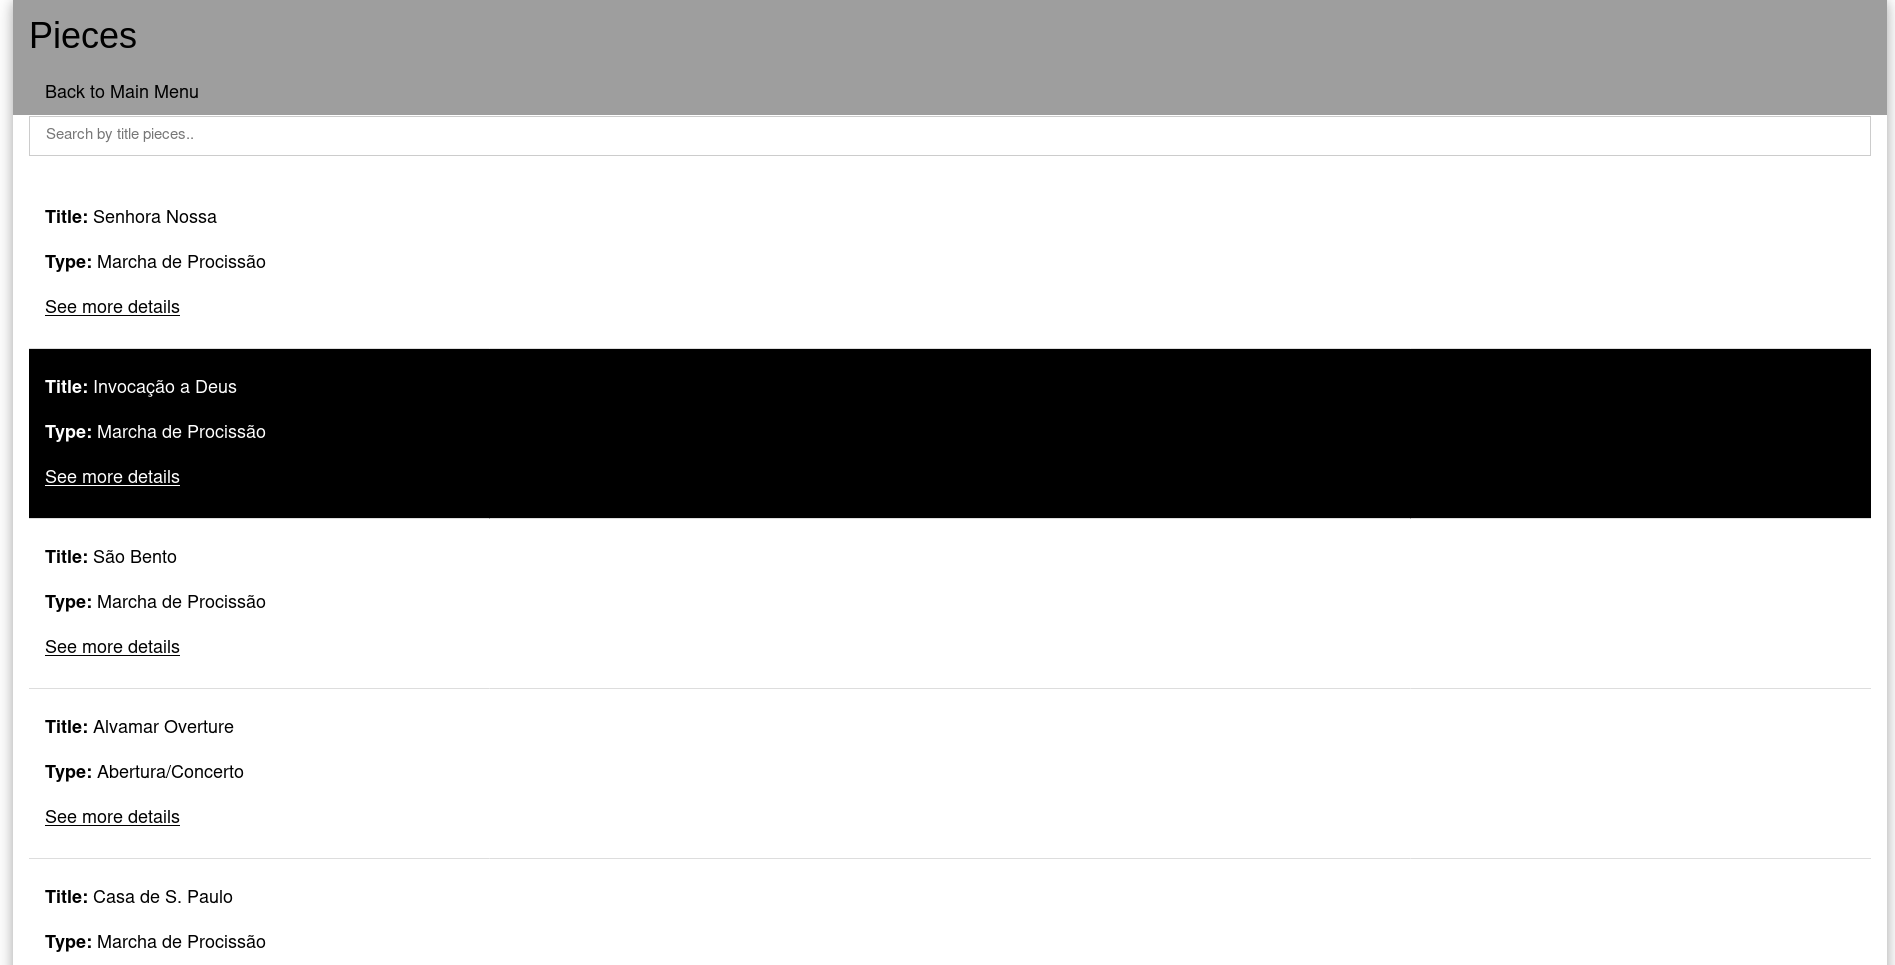 Pieces
Back to Main Menu
Search by title pieces..
Title: Senhora Nossa
Type: Marcha de Procissão
See more details
Title: Invocação a Deus
Type: Marcha de Procissão
See more details
Title: São Bento
Type: Marcha de Procissão
See more details
Title: Alvamar Overture
Type: Abertura/Concerto
See more details
Title: Casa de S. Paulo
Type: Marcha de Procissão